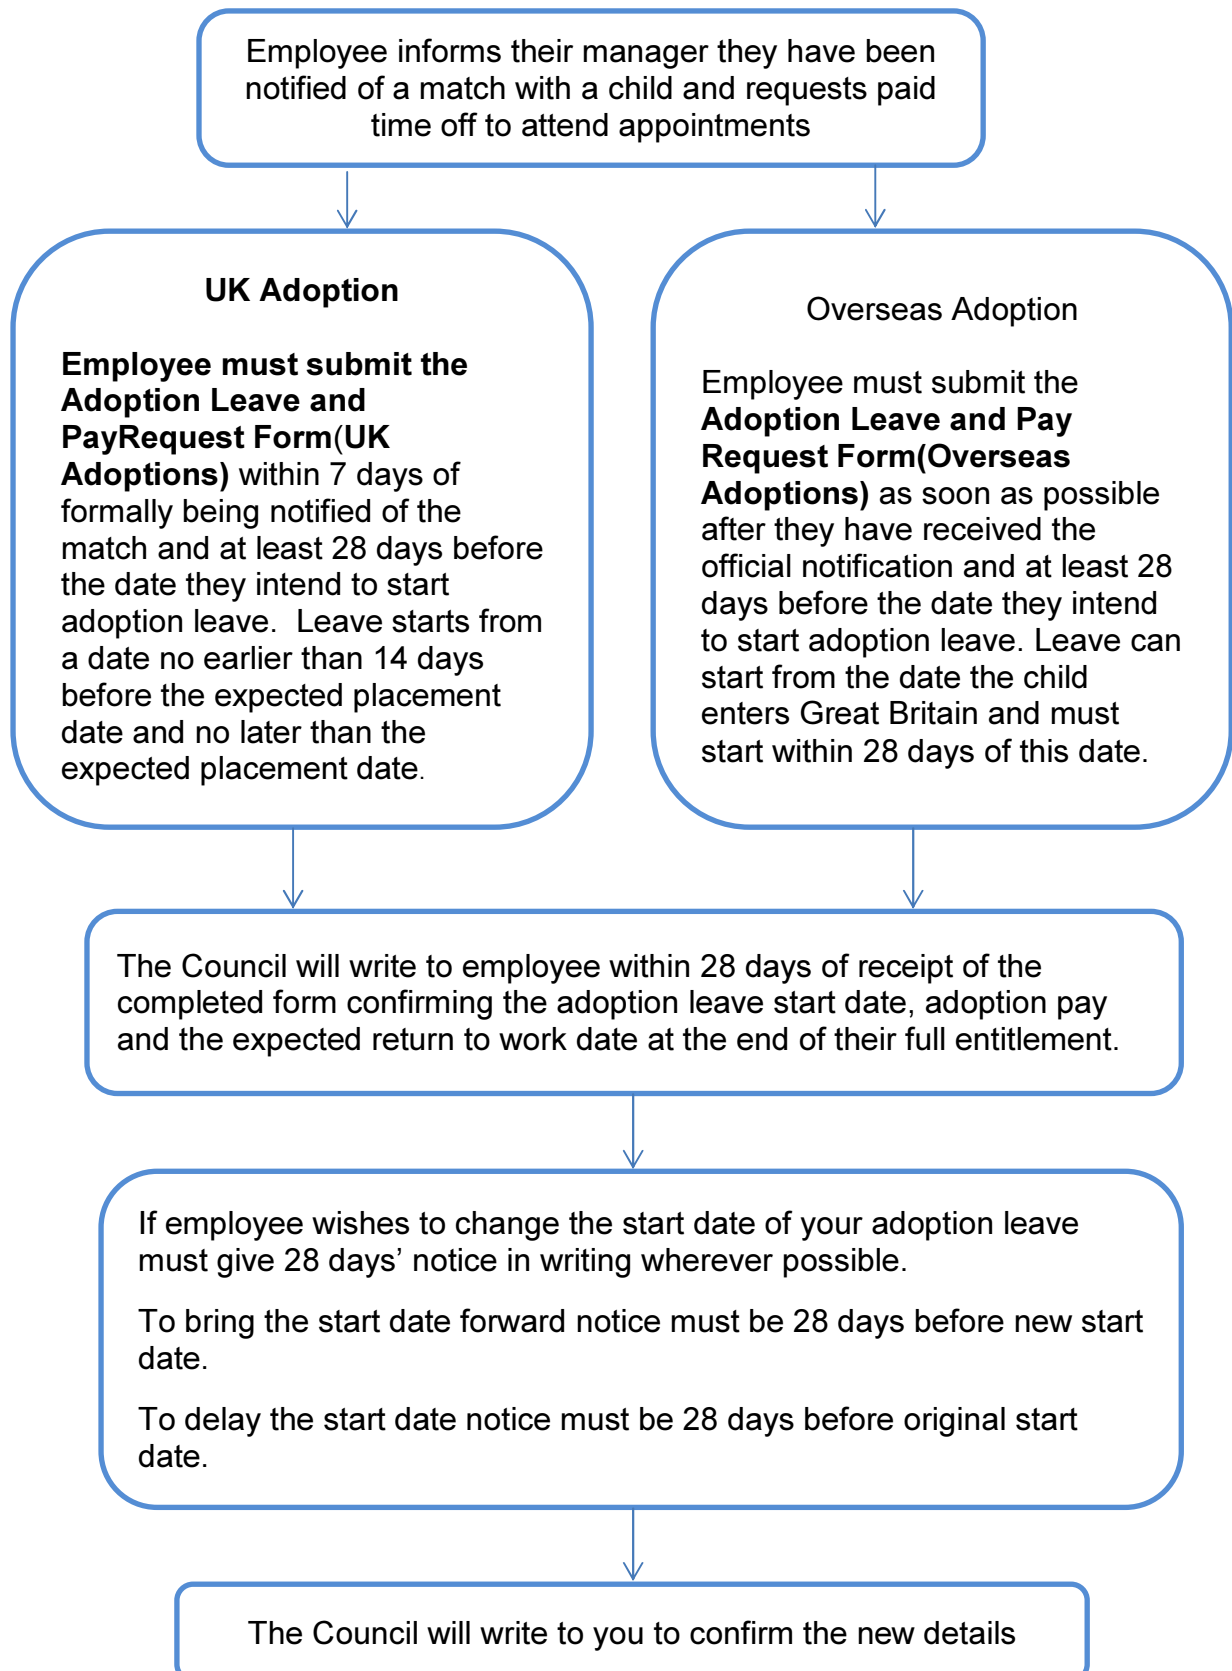 Employee informs their manager they have been
notified of a match with a child and requests paid
time off to attend appointments
UK Adoption
Employee must submit the
Adoption Leave and
PayRequest Form(UK
Adoptions) within 7 days of
formally being notified of the
match and at least 28 days before
the date they intend to start
adoption leave.  Leave starts from
a date no earlier than 14 days
before the expected placement
date and no later than the
expected placement date.
Overseas Adoption
Employee must submit the
Adoption Leave and Pay
Request Form(Overseas
Adoptions) as soon as possible
after they have received the
official notification and at least 28
days before the date they intend
to start adoption leave. Leave can
start from the date the child
enters Great Britain and must
start within 28 days of this date.
The Council will write to employee within 28 days of receipt of the
completed form confirming the adoption leave start date, adoption pay
and the expected return to work date at the end of their full entitlement.
If employee wishes to change the start date of your adoption leave
must give 28 days’ notice in writing wherever possible.
To bring the start date forward notice must be 28 days before new start
date.
To delay the start date notice must be 28 days before original start
date.
The Council will write to you to confirm the new details